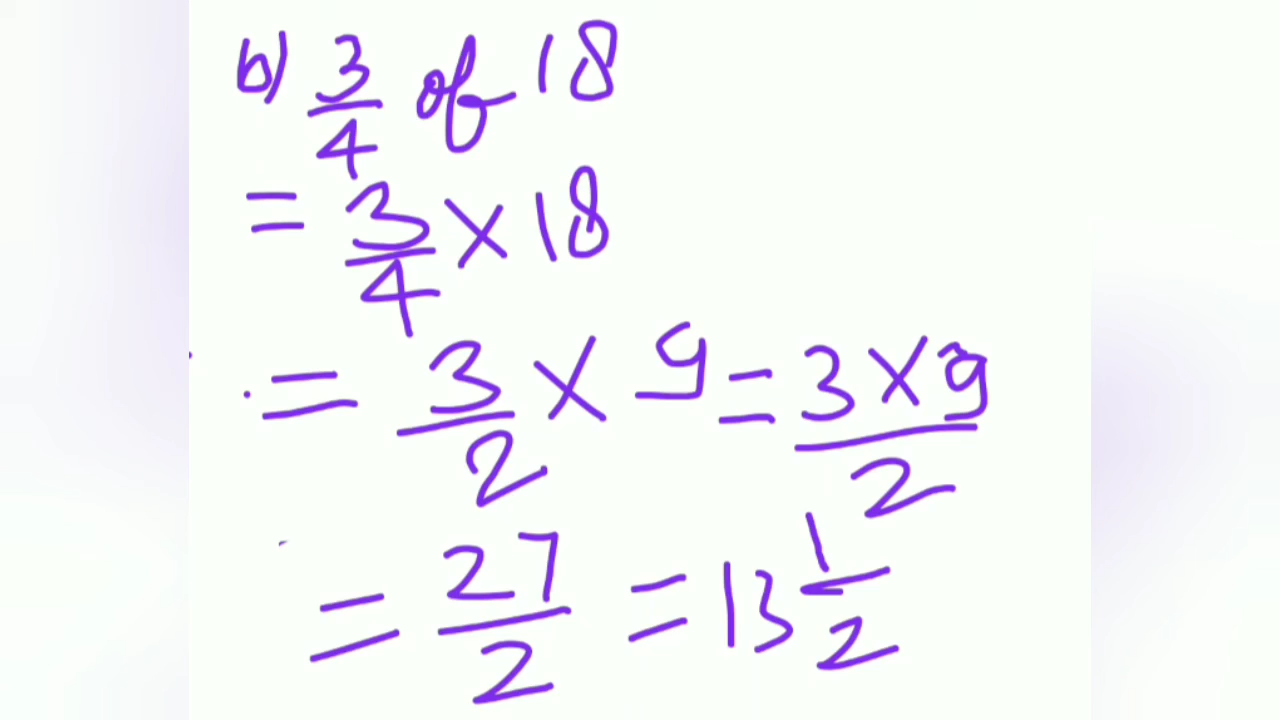 b) 3/4 of 18
= 3/4 × 18
= 3/2 × 9 = 3×9/2
= 27/2 = 13 1/2